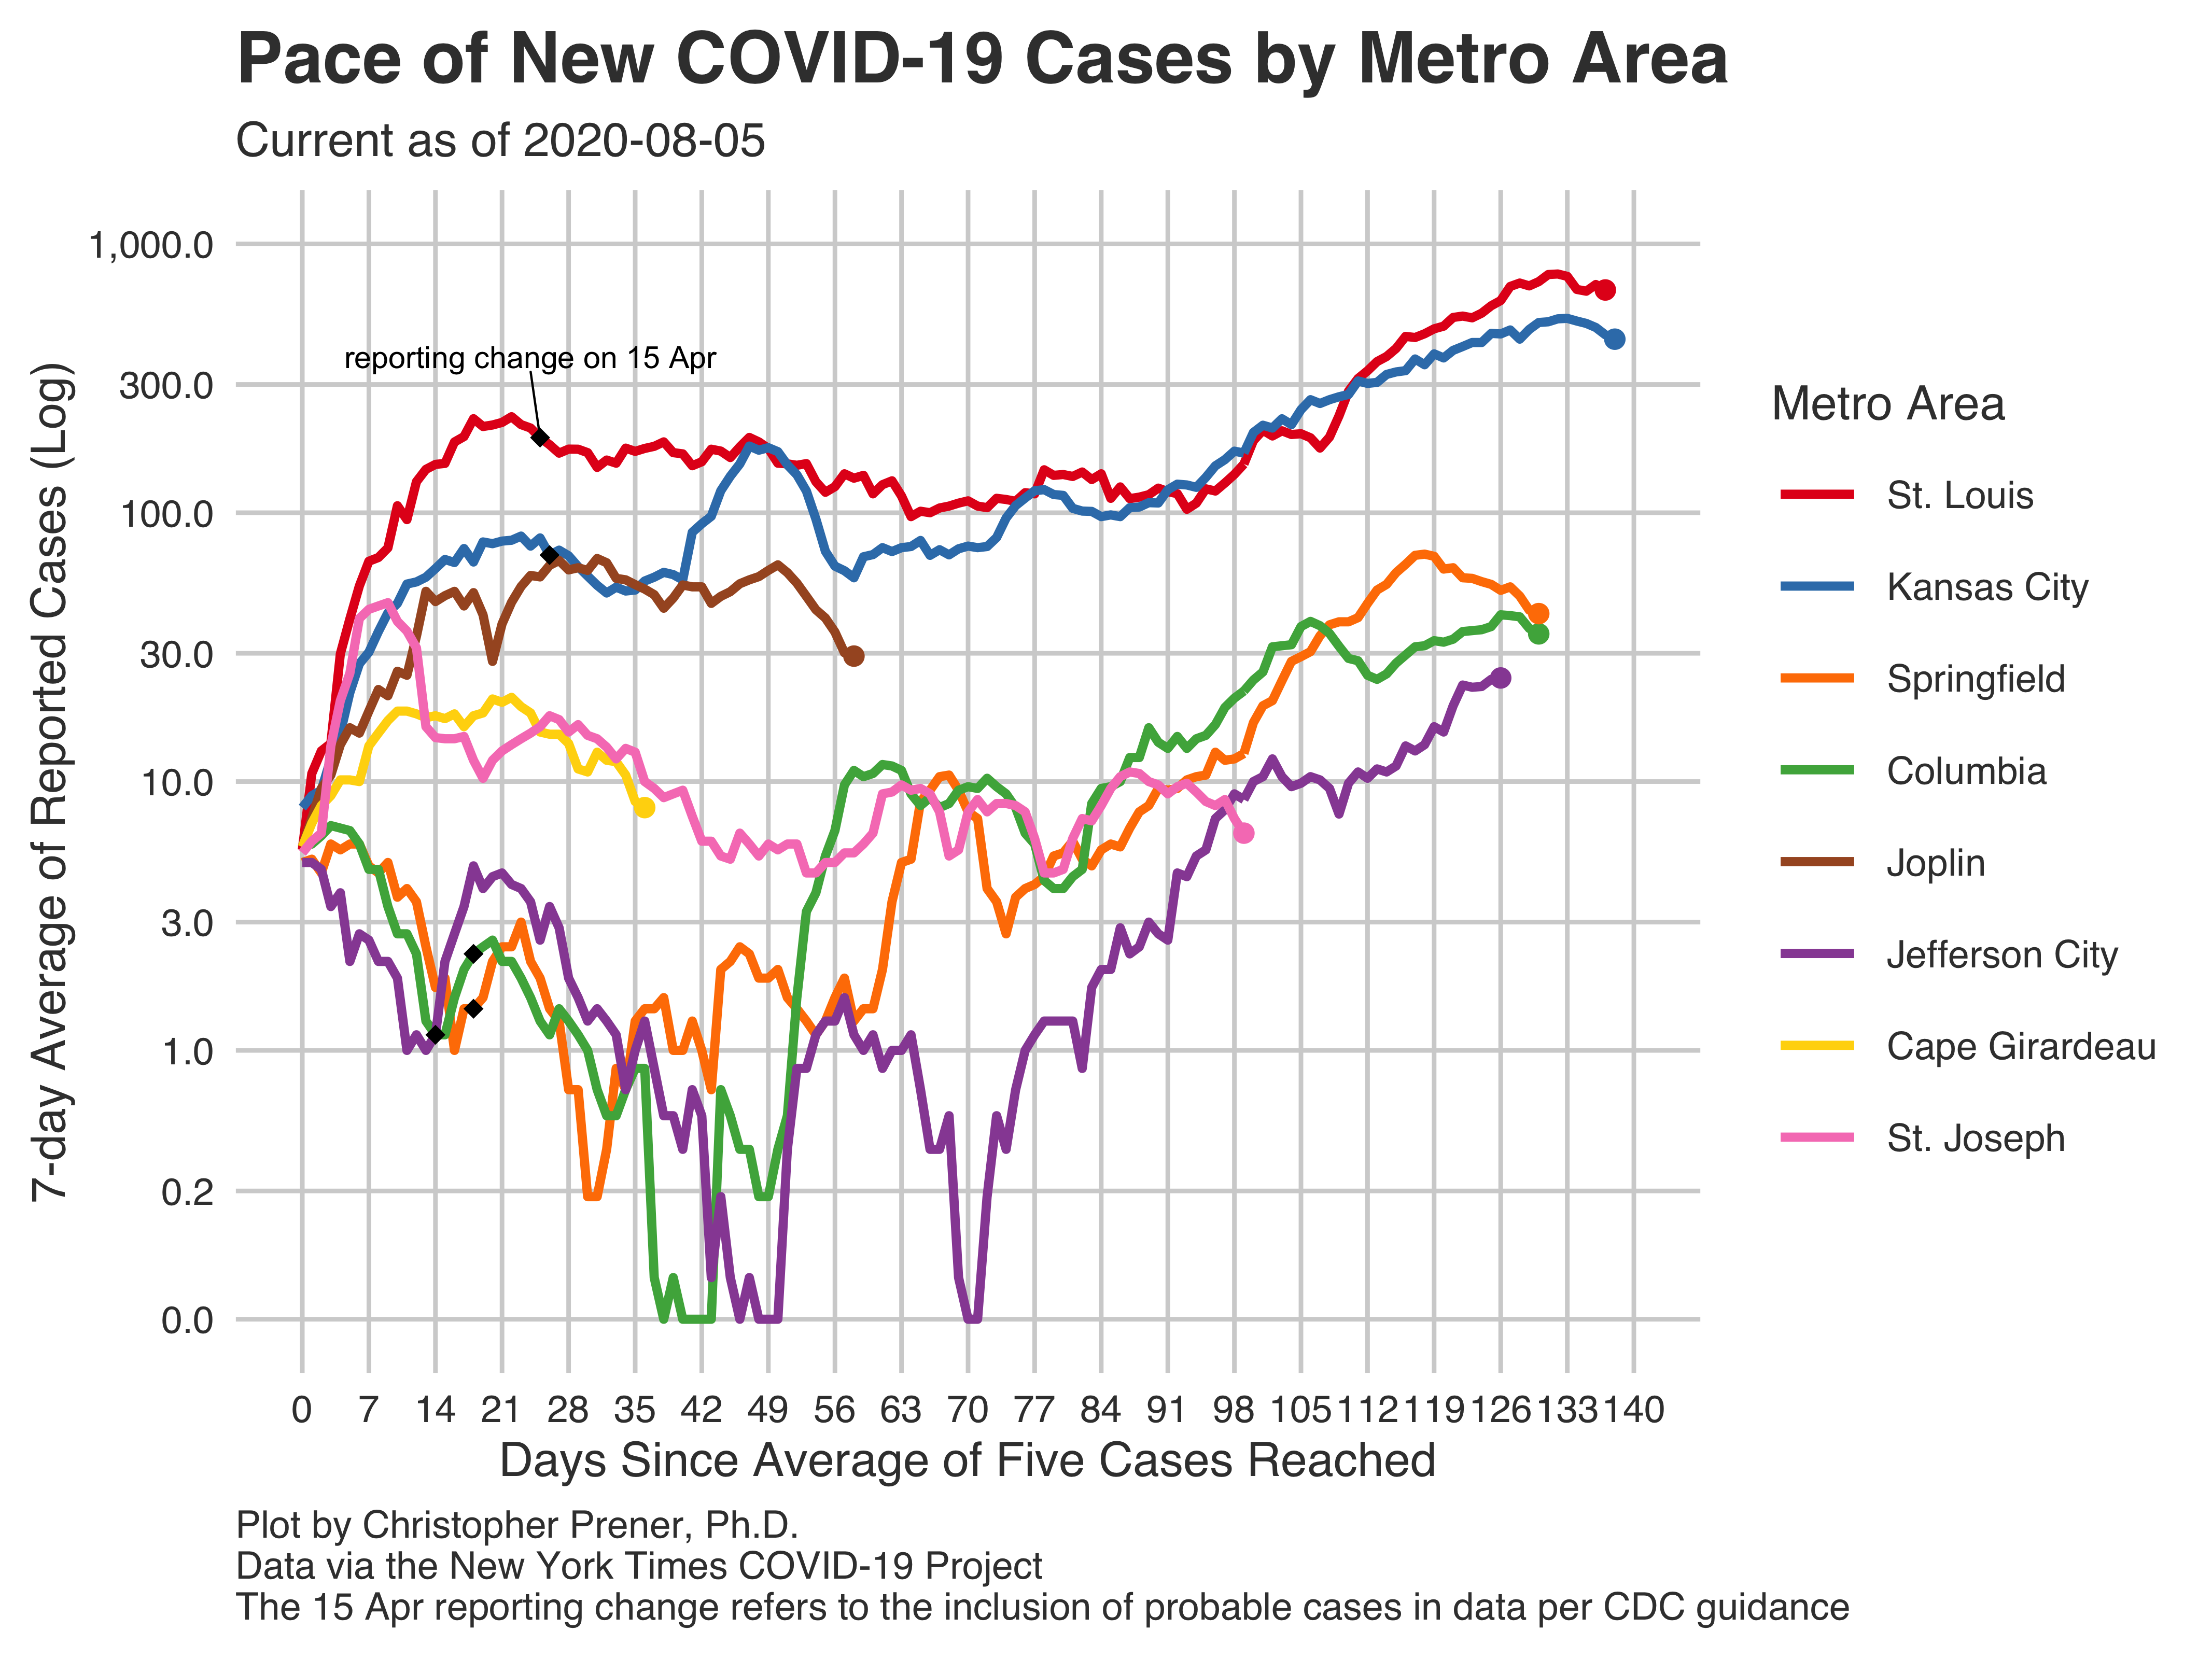 Pace of New COVID-19 Cases by Metro Area
Current as of 2020-08-05
7-day Average of Reported Cases (Log)
1,000.0
300.0
100.0
30.0
10.0
3.0
1.0
0.2
0.0
reporting change on 15 Apr
0 7 14 21 28 35 42 49 56 63 70 77 84 91 98 105 112 119 126 133 140
Days Since Average of Five Cases Reached
Metro Area
St. Louis
Kansas City
Springfield
Columbia
Joplin
Jefferson City
Cape Girardeau
St. Joseph
Plot by Christopher Prener, Ph.D.
Data via the New York Times COVID-19 Project
The 15 Apr reporting change refers to the inclusion of probable cases in data per CDC guidance